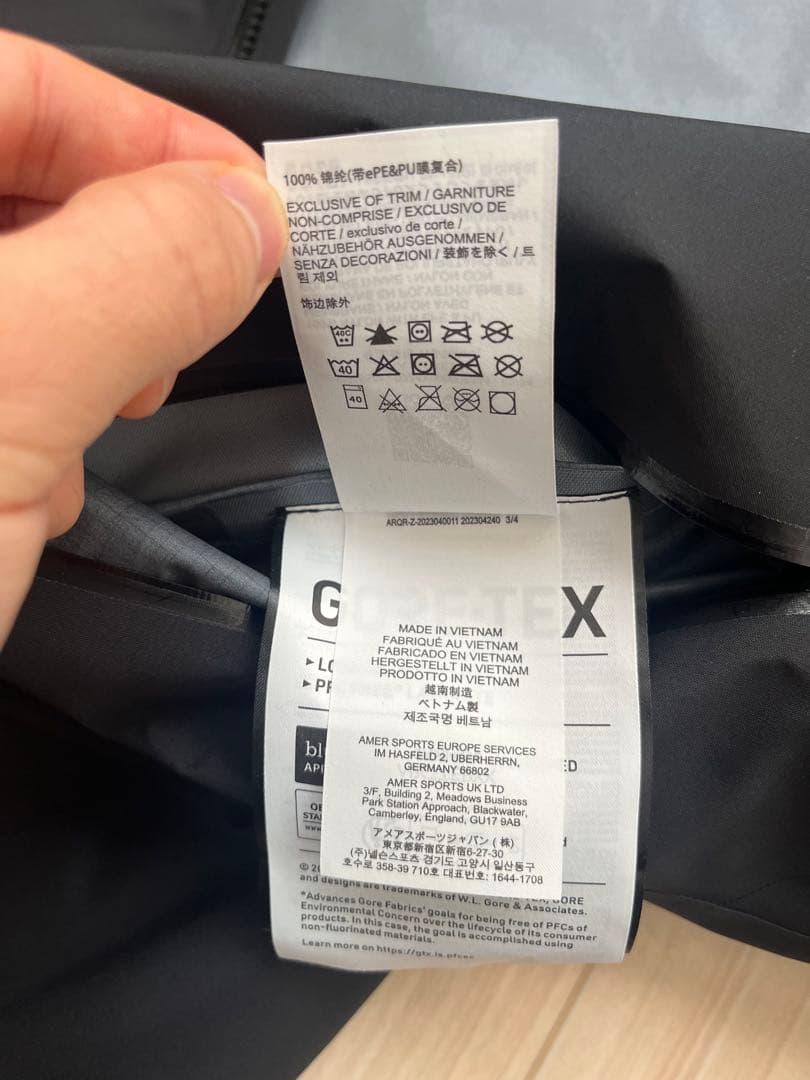 100% 锦纶(带ePE&PU膜复合)
EXCLUSIVE OF TRIM / GARNITURE
NON-COMPRISE / EXCLUSIVO DE
CORTE / exclusivo de corte /
NÄHZUBEHÖR AUSGENOMMEN /
SENZA DECORAZIONI / 装飾を除く / 트
림 제외
饰边除外
40C
40
40
ARQR-Z-2023040011 202304240 3/4
GORE-TEX
MADE IN VIETNAM
FABRIQUÉ AU VIETNAM
FABRICADO EN VIETNAM
HERGESTELLT IN VIETNAM
PRODOTTO IN VIETNAM
越南制造
ベトナム製
제조국명 베트남
AMER SPORTS EUROPE SERVICES
IM HASFELD 2, UBERHERRN,
GERMANY 66802
AMER SPORTS UK LTD
3/F, Building 2, Meadows Business
Park Station Approach, Blackwater,
Camberley, England, GU17 9AB
アメアスポーツジャパン (株)
東京都新宿区新宿6-27-30
(주)넬슨스포츠 경기도 고양시 일산동구
호수로 358-39 710호 대표번호: 1644-1708
and designs are trademarks of W.L. Gore & Associates.
*Advances Gore Fabrics' goals for being free of PFCs of
Environmental Concern over the lifecycle of its consumer
products. In this case, the goal is accomplished using
non-fluorinated materials.
Learn more on https://gtx.is.pfcec